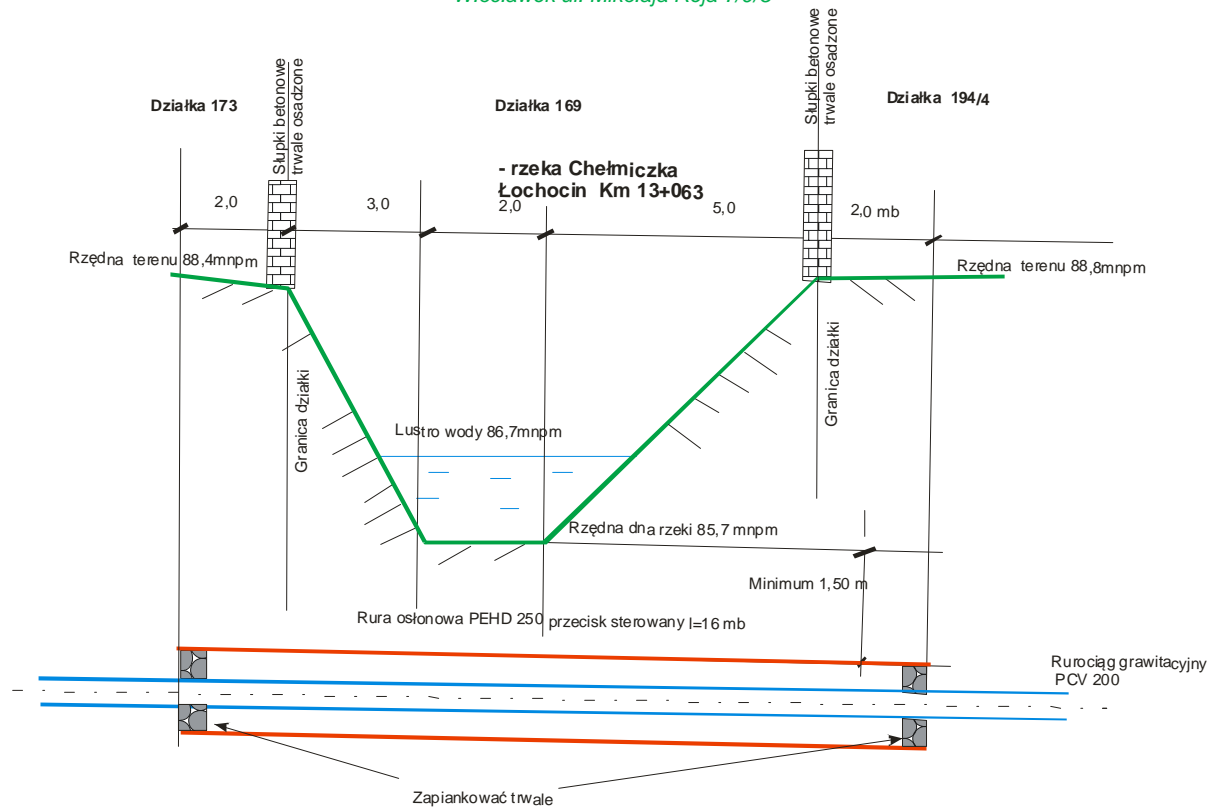 Słupki betonowe
trwale osadzone
Słupki betonowe
trwale osadzone
Działka 173
Działka 169
Działka 194/4
- rzeka Chełmiczka
Łochocin Km 13+063
2,0
3,0
2,0
5,0
2,0 mb
Rzędna terenu 88,4mnpm
Rzędna terenu 88,8mnpm
Granica działki
Granica działki
Lustro wody 86,7mnpm
Rzędna dna rzeki 85,7 mnpm
Minimum 1,50 m
Rura osłonowa PEHD 250 przecisk sterowany l=16 mb
Rurociąg grawitacyjny
PCV 200
Zapiankować trwale